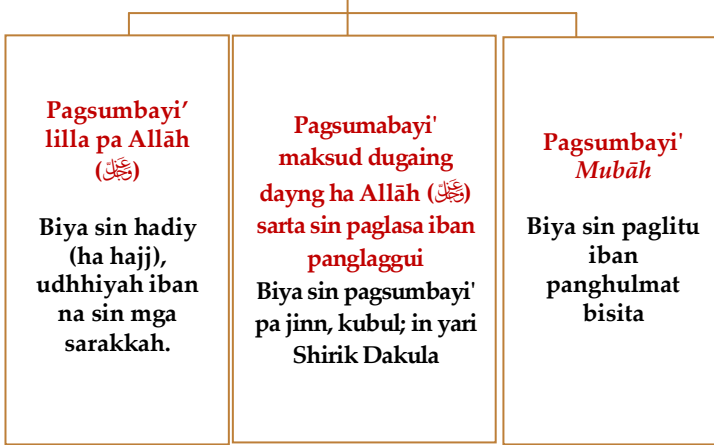 Pagsumbayi’
lilla pa Allāh
(ﷻ)
Biya sin hadiy
(ha hajj),
udhhiyah iban
na sin mga
sarakkah.
Pagsumabayi'
maksud dugaing
dayng ha Allāh (ﷻ)
sarta sin paglasa iban
panglaggui
Biya sin pagsumbayi'
pa jinn, kubul; in yari
Shirik Dakula
Pagsumbayi'
Mubāh
Biya sin paglitu
iban
panghulmat
bisita